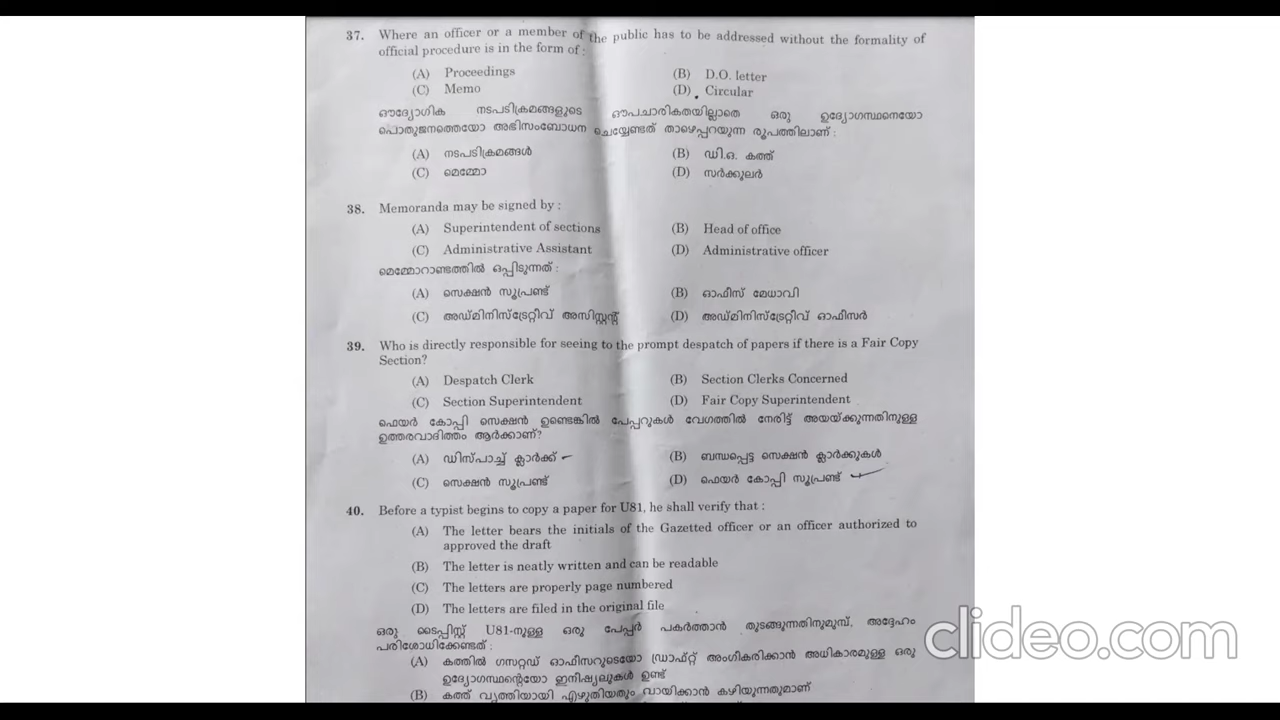 37. Where an officer or a member of the public has to be addressed without the formality of
official procedure is in the form of :
(A) Proceedings (B) D.O. letter
(C) Memo (D) Circular
ഔദ്യോഗിക നടപടിക്രമങ്ങളുടെ ഔപചാരികതയില്ലാതെ ഒരു ഉദ്യോഗസ്ഥനെയോ
പൊതുജനത്തെയോ അഭിസംബോധന ചെയ്യേണ്ടത് താഴെപ്പറയുന്ന രൂപത്തിലാണ് :
(A) നടപടിക്രമങ്ങൾ (B) ഡി.ഒ. കത്ത്
(C) മെമ്മോ (D) സർക്കുലർ
38. Memoranda may be signed by :
(A) Superintendent of sections (B) Head of office
(C) Administrative Assistant (D) Administrative officer
മെമ്മോറാണ്ടത്തിൽ ഒപ്പിടുന്നത് :
(A) സെക്ഷൻ സൂപ്രണ്ട് (B) ഓഫീസ് മേധാവി
(C) അഡ്മിനിസ്ട്രേറ്റീവ് അസിസ്റ്റന്റ് (D) അഡ്മിനിസ്ട്രേറ്റീവ് ഓഫീസർ
39. Who is directly responsible for seeing to the prompt despatch of papers if there is a Fair Copy
Section?
(A) Despatch Clerk (B) Section Clerks Concerned
(C) Section Superintendent (D) Fair Copy Superintendent
ഫെയർ കോപ്പി സെക്ഷൻ ഉണ്ടെങ്കിൽ പേപ്പറുകൾ വേഗത്തിൽ നേരിട്ട് അയയ്ക്കുന്നതിനുള്ള
ഉത്തരവാദിത്തം ആർക്കാണ്?
(A) ഡിസ്പാച്ച് ക്ലാർക്ക് (B) ബന്ധപ്പെട്ട സെക്ഷൻ ക്ലാർക്കുകൾ
(C) സെക്ഷൻ സൂപ്രണ്ട് (D) ഫെയർ കോപ്പി സൂപ്രണ്ട്
40. Before a typist begins to copy a paper for U81, he shall verify that :
(A) The letter bears the initials of the Gazetted officer or an officer authorized to
approved the draft
(B) The letter is neatly written and can be readable
(C) The letters are properly page numbered
(D) The letters are filed in the original file
ഒരു ടൈപ്പിസ്റ്റ് U81-നുള്ള ഒരു പേപ്പർ പകർത്താൻ തുടങ്ങുന്നതിനുമുമ്പ്, അദ്ദേഹം
പരിശോധിക്കേണ്ടത് :
(A) കത്തിൽ ഗസറ്റഡ് ഓഫീസറുടെയോ ഡ്രാഫ്റ്റ് അംഗീകരിക്കാൻ അധികാരമുള്ള ഒരു
ഉദ്യോഗസ്ഥന്റെയോ ഇനീഷ്യലുകൾ ഉണ്ട്
(B) കത്ത് വൃത്തിയായി എഴുതിയതും വായിക്കാൻ കഴിയുന്നതുമാണ്
clideo.com